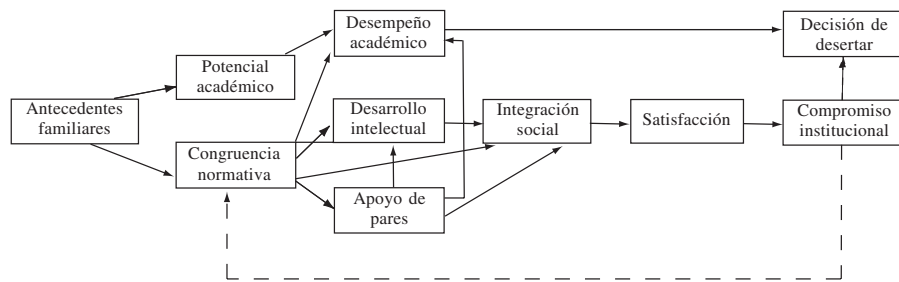 Desempeño
académico
Decisión de
desertar
Potencial
académico
Antecedentes
familiares
Desarrollo
intelectual
Integración
social
Satisfacción
Compromiso
institucional
Congruencia
normativa
Apoyo de
pares